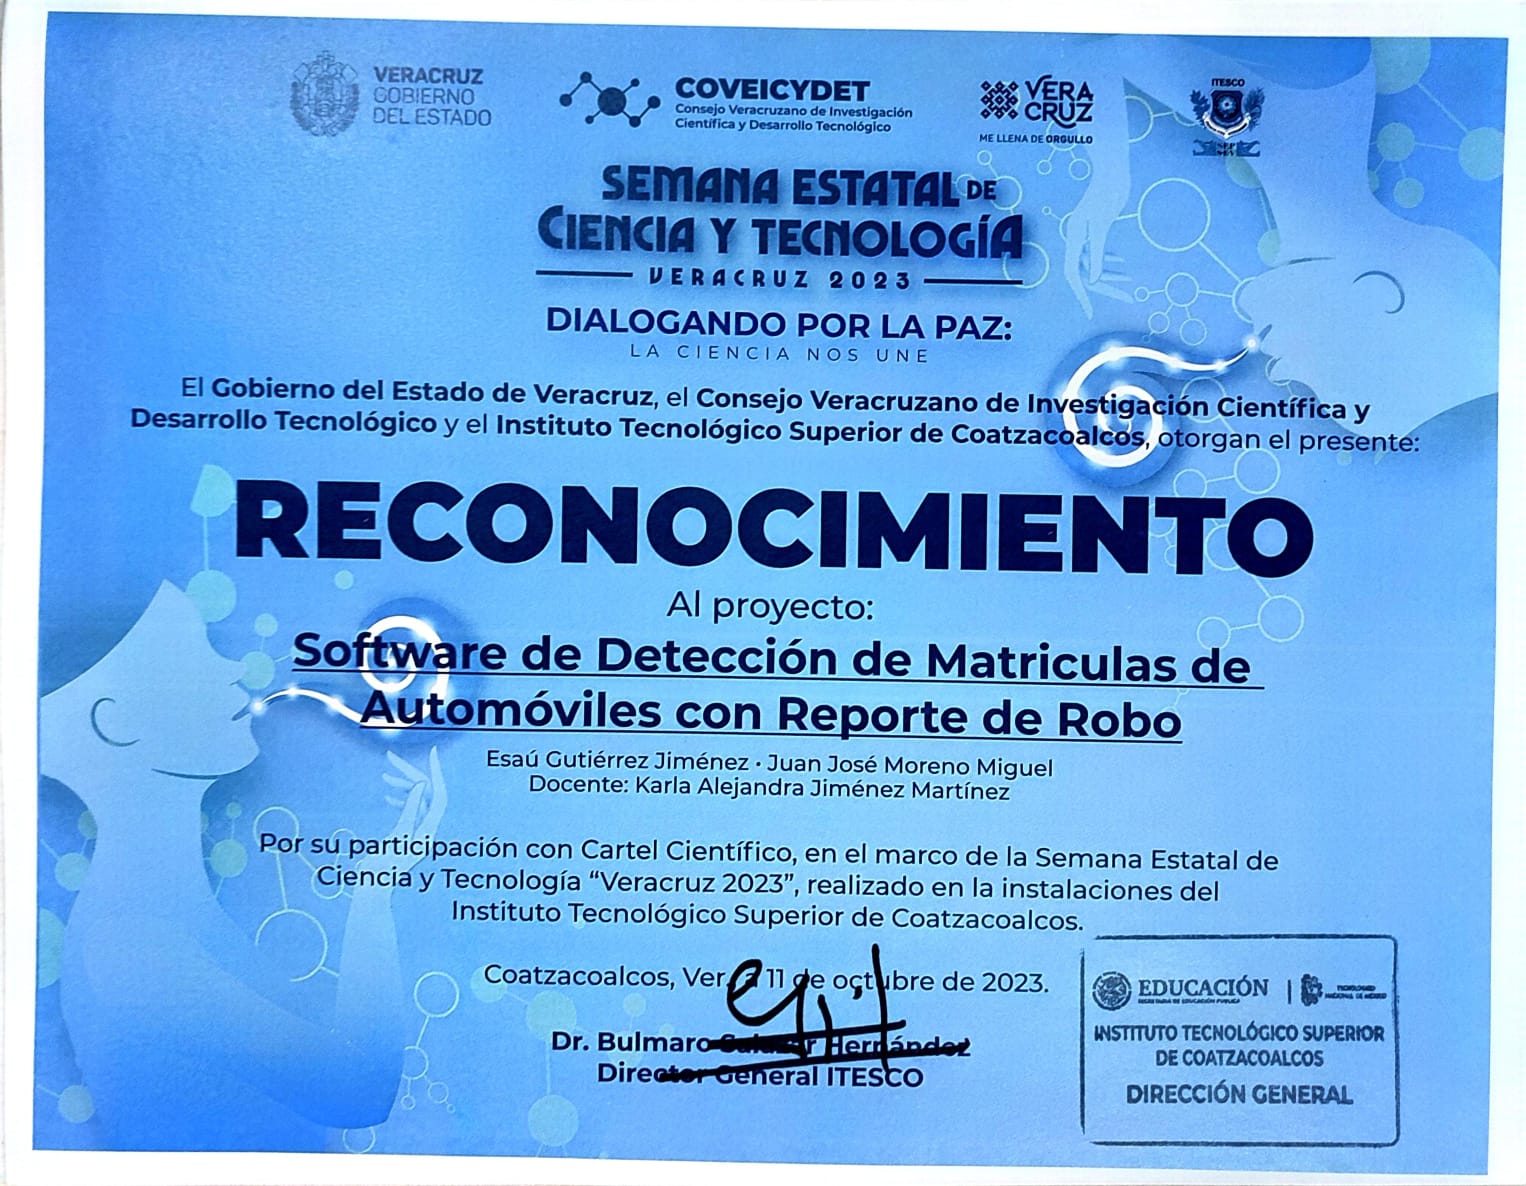 VERACRUZ
GOBIERNO
DEL ESTADO
COVEICYDET
Consejo Veracruzano de Investigación
Científica y Desarrollo Tecnológico
VERA
CRUZ
ME LLENA DE ORGULLO
ITESCO
SEMANA ESTATAL DE
CIENCIA Y TECNOLOGÍA
VERACRUZ 2023
DIALOGANDO POR LA PAZ:
LA CIENCIA NOS UNE
El Gobierno del Estado de Veracruz, el Consejo Veracruzano de Investigación Científica y
Desarrollo Tecnológico y el Instituto Tecnológico Superior de Coatzacoalcos, otorgan el presente:
RECONOCIMIENTO
Al proyecto:
Software de Detección de Matriculas de
Automóviles con Reporte de Robo
Esaú Gutiérrez Jiménez · Juan José Moreno Miguel
Docente: Karla Alejandra Jiménez Martínez
Por su participación con Cartel Científico, en el marco de la Semana Estatal de
Ciencia y Tecnología “Veracruz 2023”, realizado en la instalaciones del
Instituto Tecnológico Superior de Coatzacoalcos.
Coatzacoalcos, Ver. a 11 de octubre de 2023.
Dr. Bulmaro Salazar Hernández
Director General ITESCO
EDUCACIÓN
SECRETARÍA DE EDUCACIÓN PÚBLICA
TECNOLÓGICO
NACIONAL DE MÉXICO
INSTITUTO TECNOLÓGICO SUPERIOR
DE COATZACOALCOS
DIRECCIÓN GENERAL